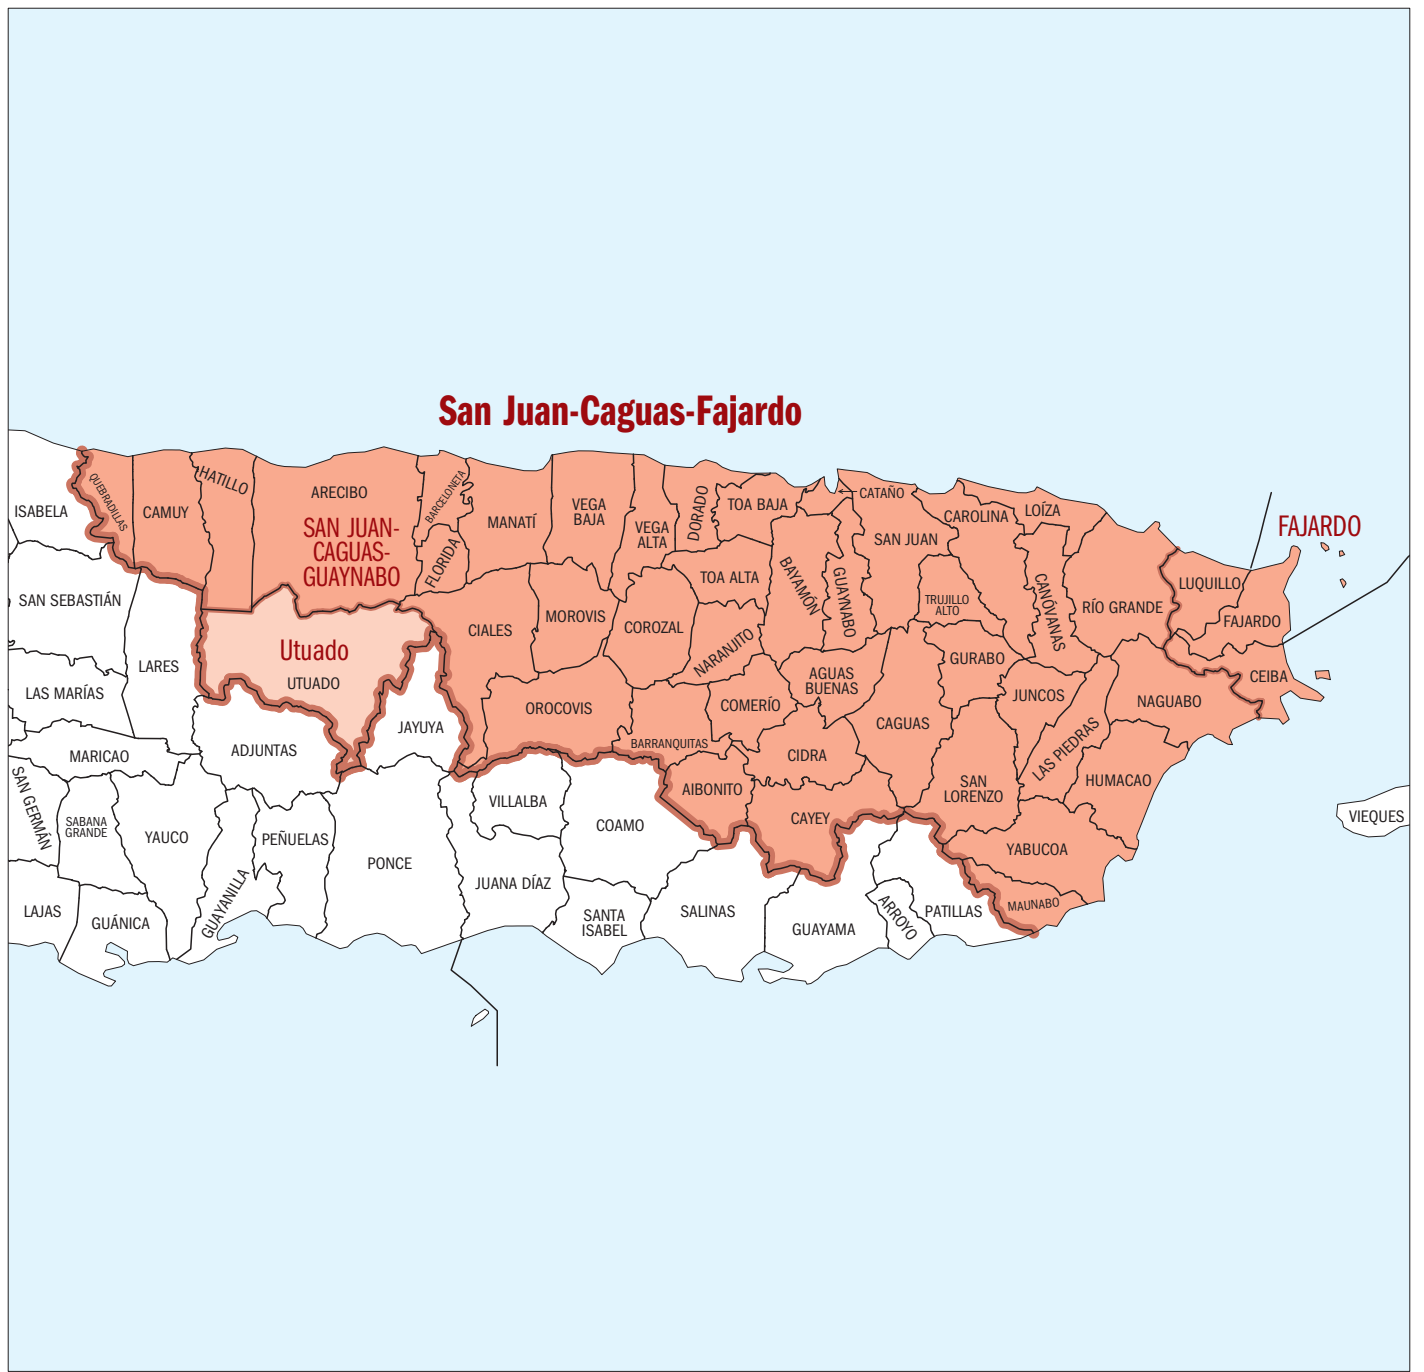 San Juan-Caguas-Fajardo
ISABELA
QUEBRADILLAS
CAMUY
HATILLO
ARECIBO
SAN JUAN-
CAGUAS-
GUAYNABO
BARCELONETA
FLORIDA
MANATÍ
VEGA
BAJA
VEGA
ALTA
DORADO
TOA BAJA
CATAÑO
SAN JUAN
CAROLINA
LOÍZA
FAJARDO
TOA ALTA
BAYAMÓN
GUAYNABO
TRUJILLO
ALTO
CANÓVANAS
RÍO GRANDE
LUQUILLO
FAJARDO
CEIBA
SAN SEBASTIÁN
LARES
Utuado
UTUADO
CIALES
MOROVIS
COROZAL
NARANJITO
AGUAS
BUENAS
GURABO
JUNCOS
NAGUABO
LAS MARÍAS
JAYUYA
OROCOVIS
BARRANQUITAS
COMERÍO
CIDRA
CAGUAS
LAS PIEDRAS
HUMACAO
MARICAO
ADJUNTAS
AIBONITO
CAYEY
SAN
LORENZO
YABUCOA
MAUNABO
SAN GERMÁN
SABANA
GRANDE
YAUCO
GUAYANILLA
PEÑUELAS
PONCE
VILLALBA
COAMO
JUANA DÍAZ
VIEQUES
LAJAS
GUÁNICA
SANTA
ISABEL
SALINAS
GUAYAMA
ARROYO
PATILLAS